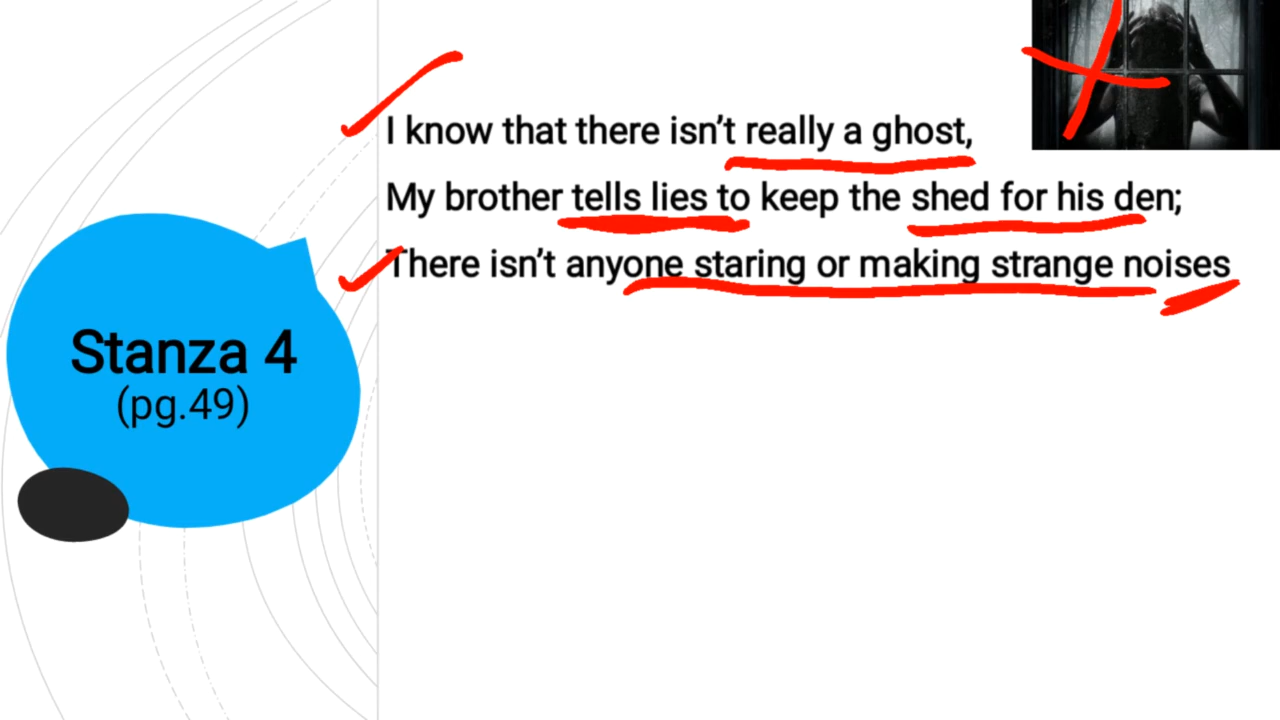 I know that there isn’t really a ghost,
My brother tells lies to keep the shed for his den;
There isn’t anyone staring or making strange noises
Stanza 4
(pg.49)